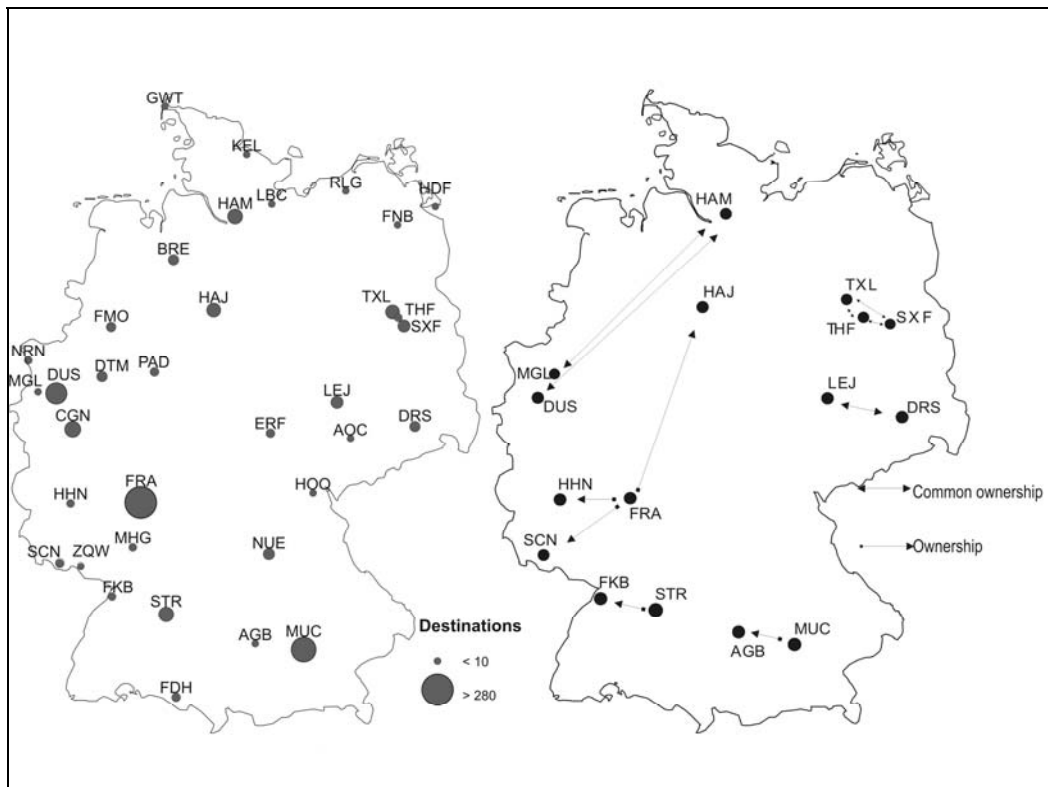 GWT
KEL
HAM
LBC
RLG
HDF
FNB
BRE
HAJ
TXL
THF
SXF
FMO
NRN
MGL
DUS
DTM
PAD
CGN
LEJ
ERF
AOC
DRS
FRA
HHN
HOQ
MHG
SCN
ZQW
NUE
FKB
STR
AGB
MUC
FDH
Destinations
< 10
> 280
HAM
HAJ
TXL
THF
SXF
MGL
DUS
LEJ
DRS
HHN
FRA
SCN
FKB
STR
AGB
MUC
Common ownership
Ownership